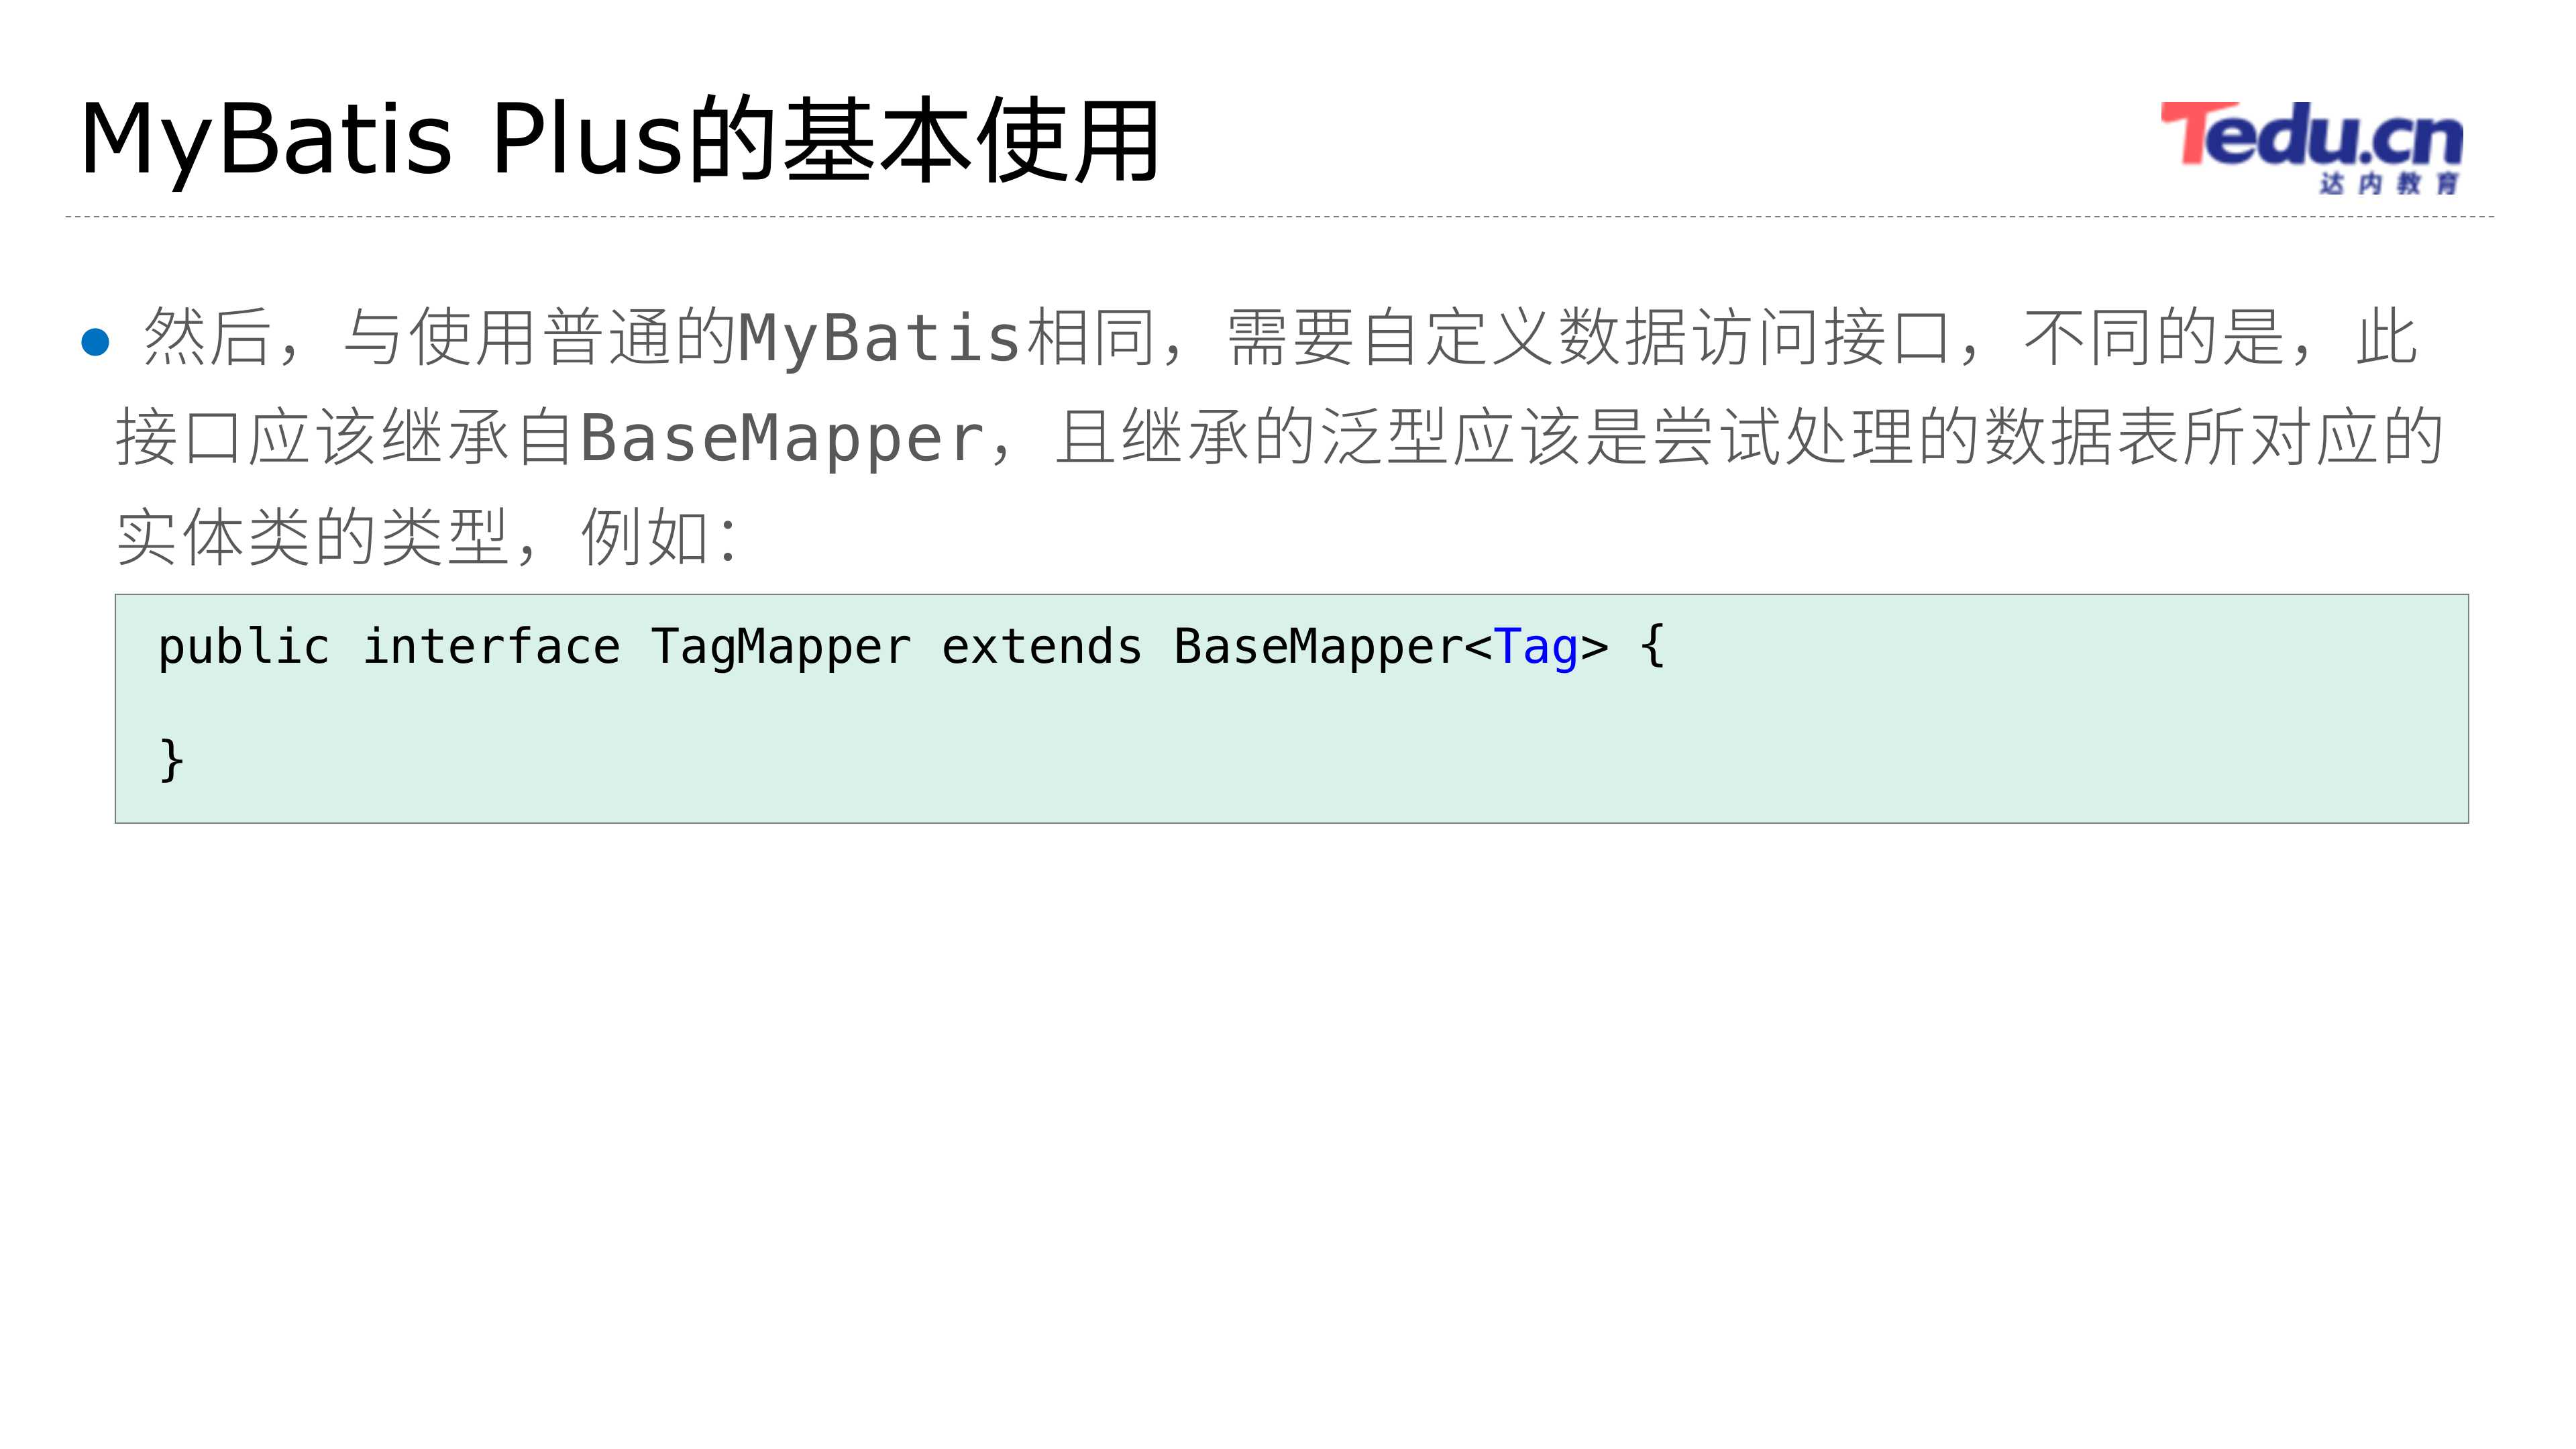 MyBatis Plus的基本使用
Tedu.cn
达内教育
● 然后，与使用普通的MyBatis相同，需要自定义数据访问接口，不同的是，此
接口应该继承自BaseMapper，且继承的泛型应该是尝试处理的数据表所对应的
实体类的类型，例如：
public interface TagMapper extends BaseMapper<Tag> {
}